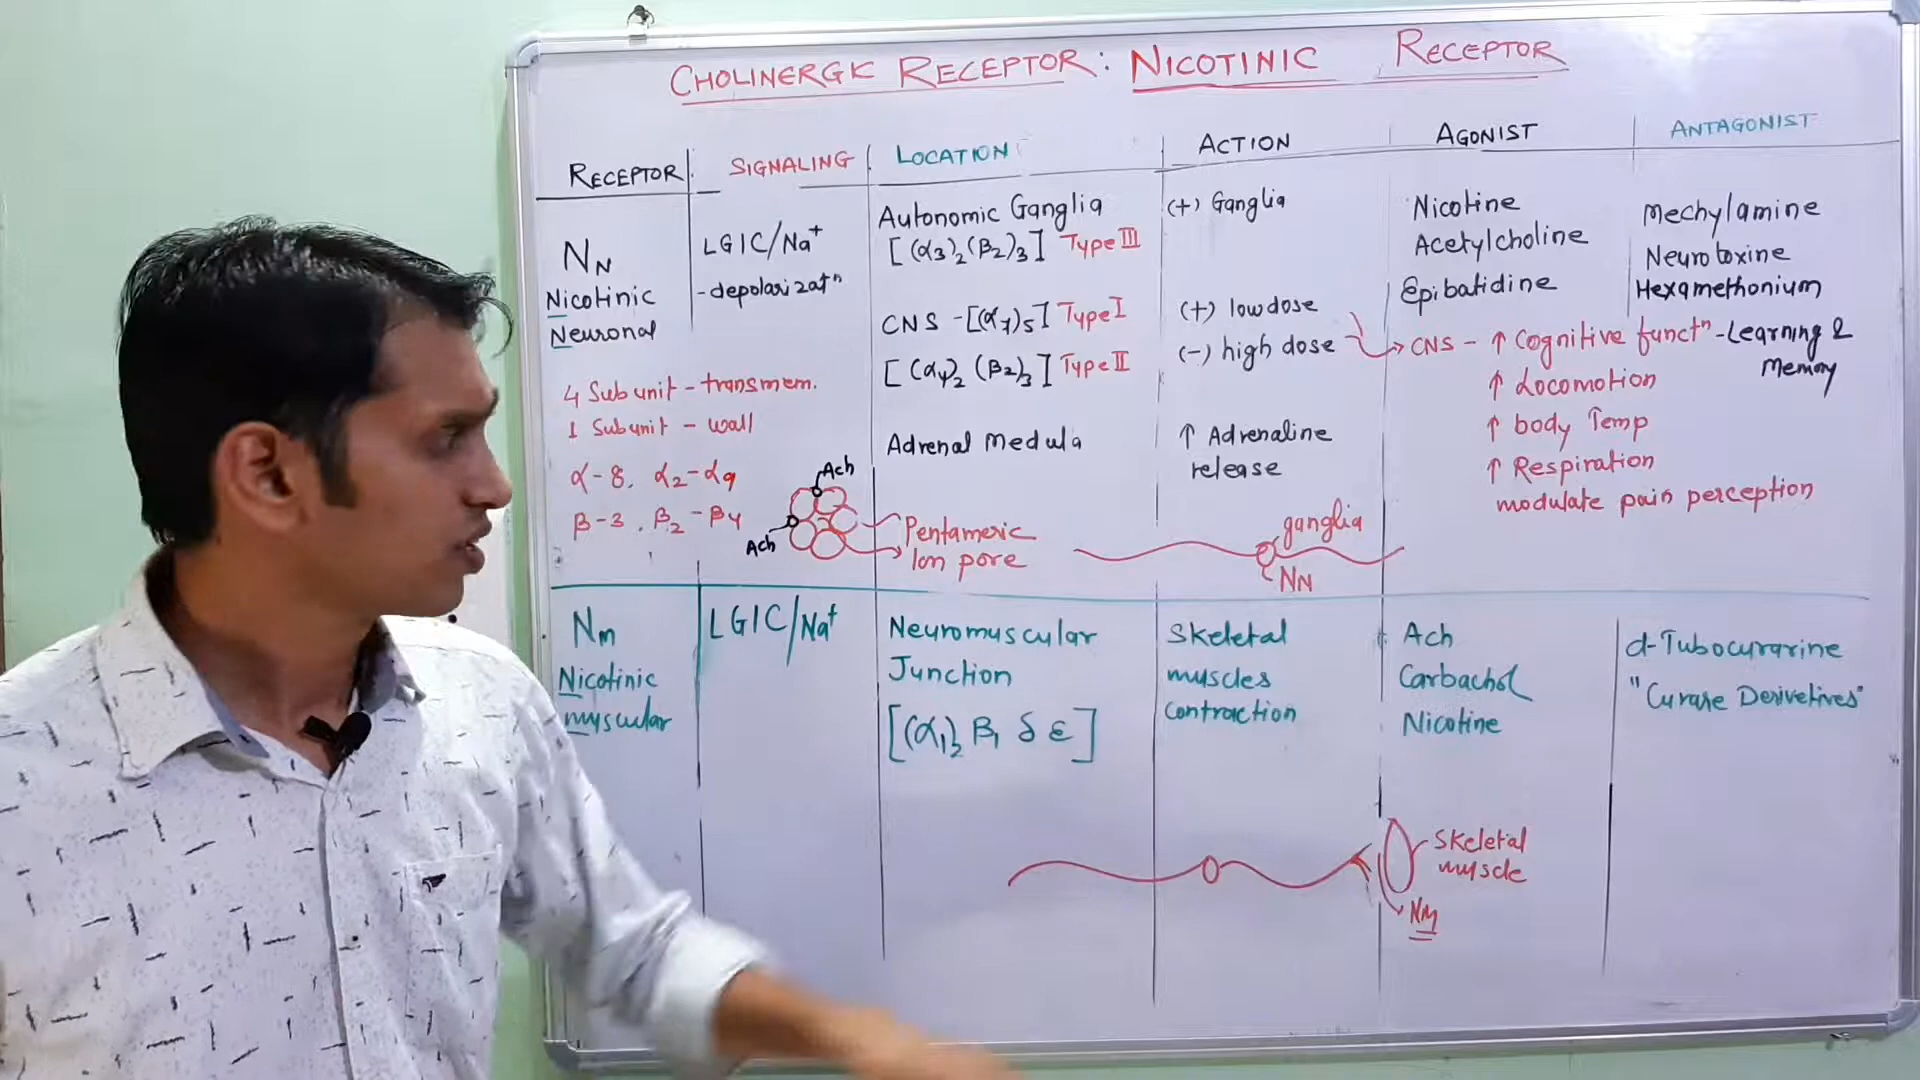 CHOLINERGIC RECEPTOR: NICOTINIC RECEPTOR
RECEPTOR
SIGNALING
LOCATION
ACTION
AGONIST
ANTAGONIST
NN
Nicotinic
Neuronal
4 Subunit - transmem.
1 Subunit - wall
α-8, α2-α9
β-3, β2-β4
LGIC/Na+
-depolarizatn
Ach
Ach
Pentameric
Ion pore
Autonomic Ganglia
[(α3)2(β2)3] Type III
CNS - [(α7)5] Type I
[(α4)2 (β2)3] Type II
Adrenal Medula
(+) Ganglia
(+) low dose
(-) high dose
↑ Adrenaline
release
ganglia
NN
Nicotine
Acetylcholine
Epibatidine
CNS - ↑ Cognitive functn - Learning &
Memory
↑ Locomotion
↑ body Temp
↑ Respiration
modulate pain perception
Mechylamine
Neurotoxine
Hexamethonium
Nm
Nicotinic
muscular
LGIC/Na+
Neuromuscular
Junction
[(α1)2 β1 δ ε]
Skeletal
muscles
contraction
Ach
Carbachol
Nicotine
d-Tubocurarine
"Curare Derivetives"
Skeletal
muscle
NM